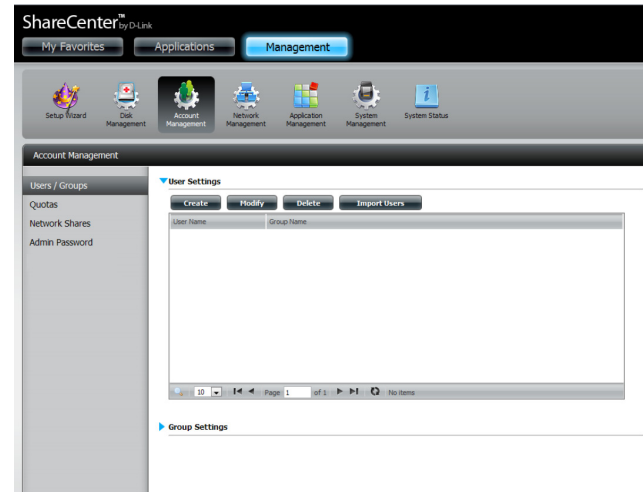 ShareCenter™ by D-Link
My Favorites Applications Management
Setup Wizard Disk Management Account Management Network Management Application Management System Management System Status
Account Management
Users / Groups
Quotas
Network Shares
Admin Password
User Settings
Create Modify Delete Import Users
User Name Group Name
10 Page 1 of 1 No items
Group Settings